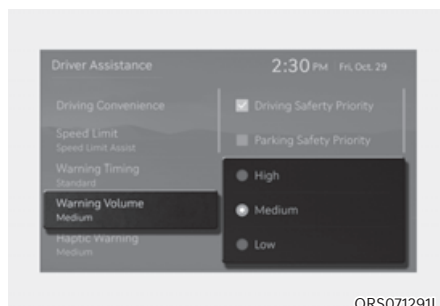 Driver Assistance
2:30 PM Fri, Oct. 29
Driving Convenience
Speed Limit
Speed Limit Assist
Warning Timing
Standard
Warning Volume
Medium
Haptic Warning
Medium
Driving Saferty Priority
Parking Safety Priority
High
Medium
Low
ORS071291L